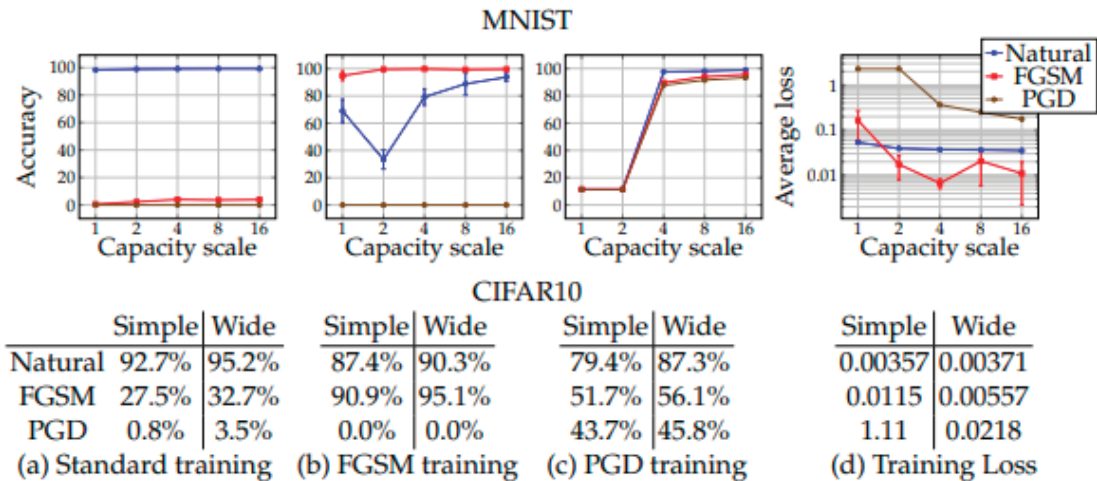 MNIST
Natural
FGSM
PGD
Accuracy
100
80
60
40
20
0
1 2 4 8 16
Capacity scale
100
80
60
40
20
0
1 2 4 8 16
Capacity scale
100
80
60
40
20
0
1 2 4 8 16
Capacity scale
Average loss
1
0.1
0.01
1 2 4 8 16
Capacity scale
CIFAR10
Simple Wide Simple Wide Simple Wide Simple Wide
Natural 92.7% 95.2% 87.4% 90.3% 79.4% 87.3% 0.00357 0.00371
FGSM 27.5% 32.7% 90.9% 95.1% 51.7% 56.1% 0.0115 0.00557
PGD 0.8% 3.5% 0.0% 0.0% 43.7% 45.8% 1.11 0.0218
(a) Standard training (b) FGSM training (c) PGD training (d) Training Loss